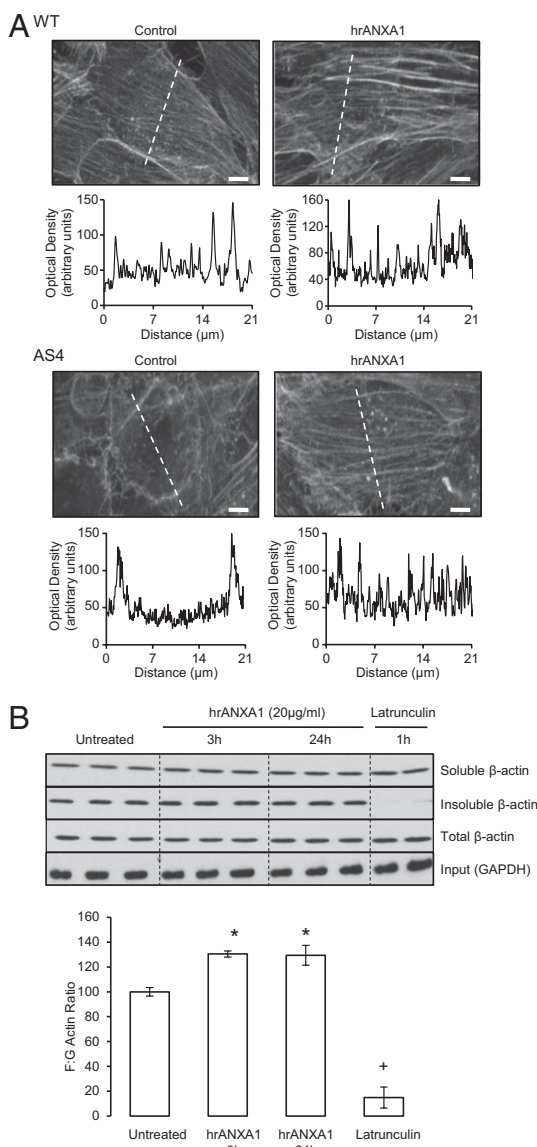 A WT
Control hrANXA1
150
100
50
0
0 7 14 21
Optical Density
(arbitrary units)
Distance (µm)
160
120
80
40
0
0 7 14 21
Optical Density
(arbitrary units)
Distance (µm)
AS4
Control hrANXA1
150
100
50
0
0 7 14 21
Optical Density
(arbitrary units)
Distance (µm)
150
100
50
0
0 7 14 21
Optical Density
(arbitrary units)
Distance (µm)
B
hrANXA1 (20µg/ml) Latrunculin
Untreated 3h 24h 1h
Soluble β-actin
Insoluble β-actin
Total β-actin
Input (GAPDH)
160
140
120
100
80
60
40
20
0
F:G Actin Ratio
* * +
Untreated hrANXA1 hrANXA1 Latrunculin